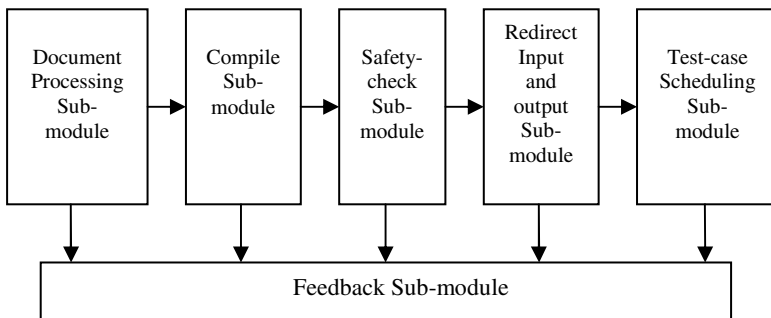 Document
Processing
Sub-
module
Compile
Sub-
module
Safety-
check
Sub-
module
Redirect
Input
and
output
Sub-
module
Test-case
Scheduling
Sub-
module
Feedback Sub-module